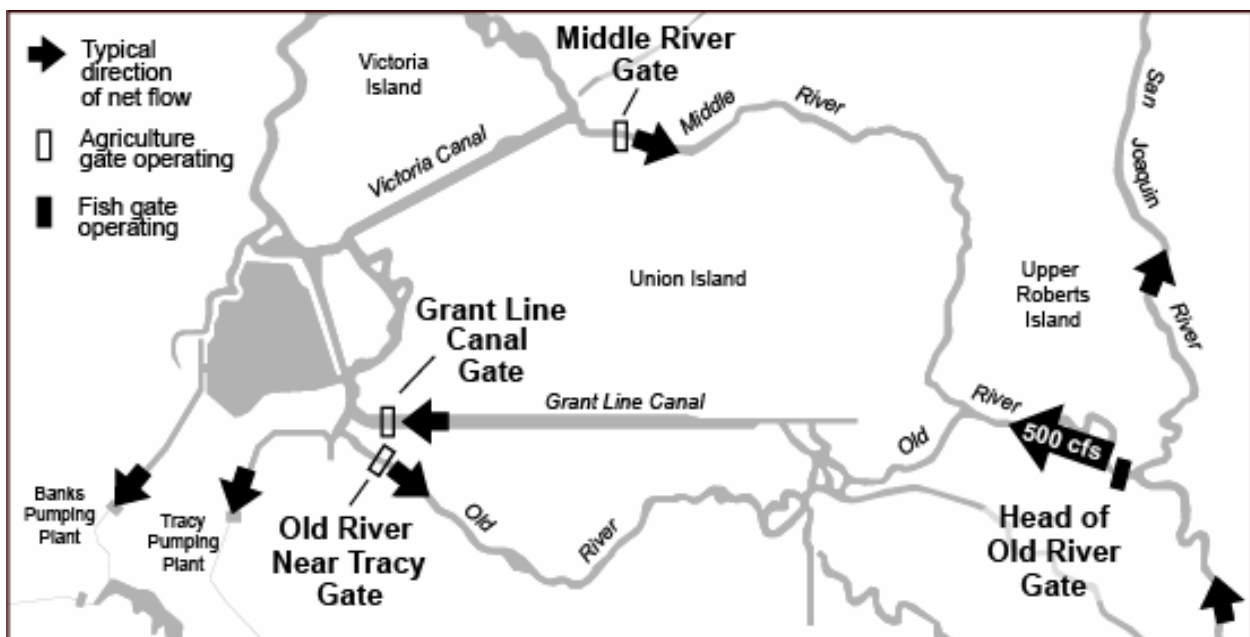 Typical
direction
of net flow
Agriculture
gate operating
Fish gate
operating
Victoria
Island
Middle River
Gate
Middle
River
San
Joaquin
River
Victoria Canal
Union Island
Upper
Roberts
Island
Grant Line
Canal
Gate
Grant Line Canal
River
Old
500 cfs
Banks
Pumping
Plant
Tracy
Pumping
Plant
Old River
Near Tracy
Gate
Old
River
Head of
Old River
Gate